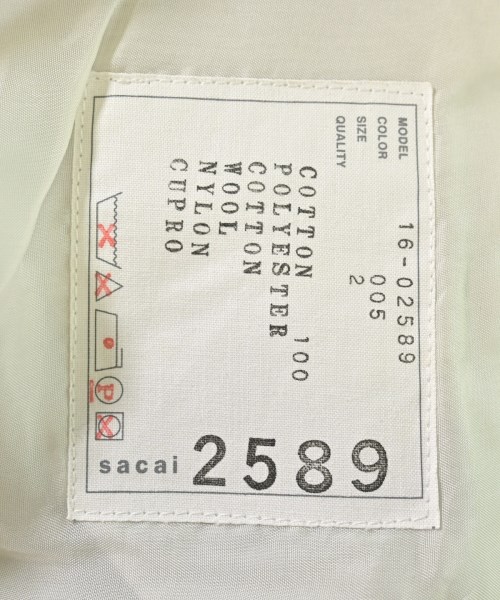 MODEL 16-02589
COLOR 005
SIZE 2
QUALITY
COTTON 100
POLYESTER
COTTON
WOOL
NYLON
CUPRO
P
sacai 2589